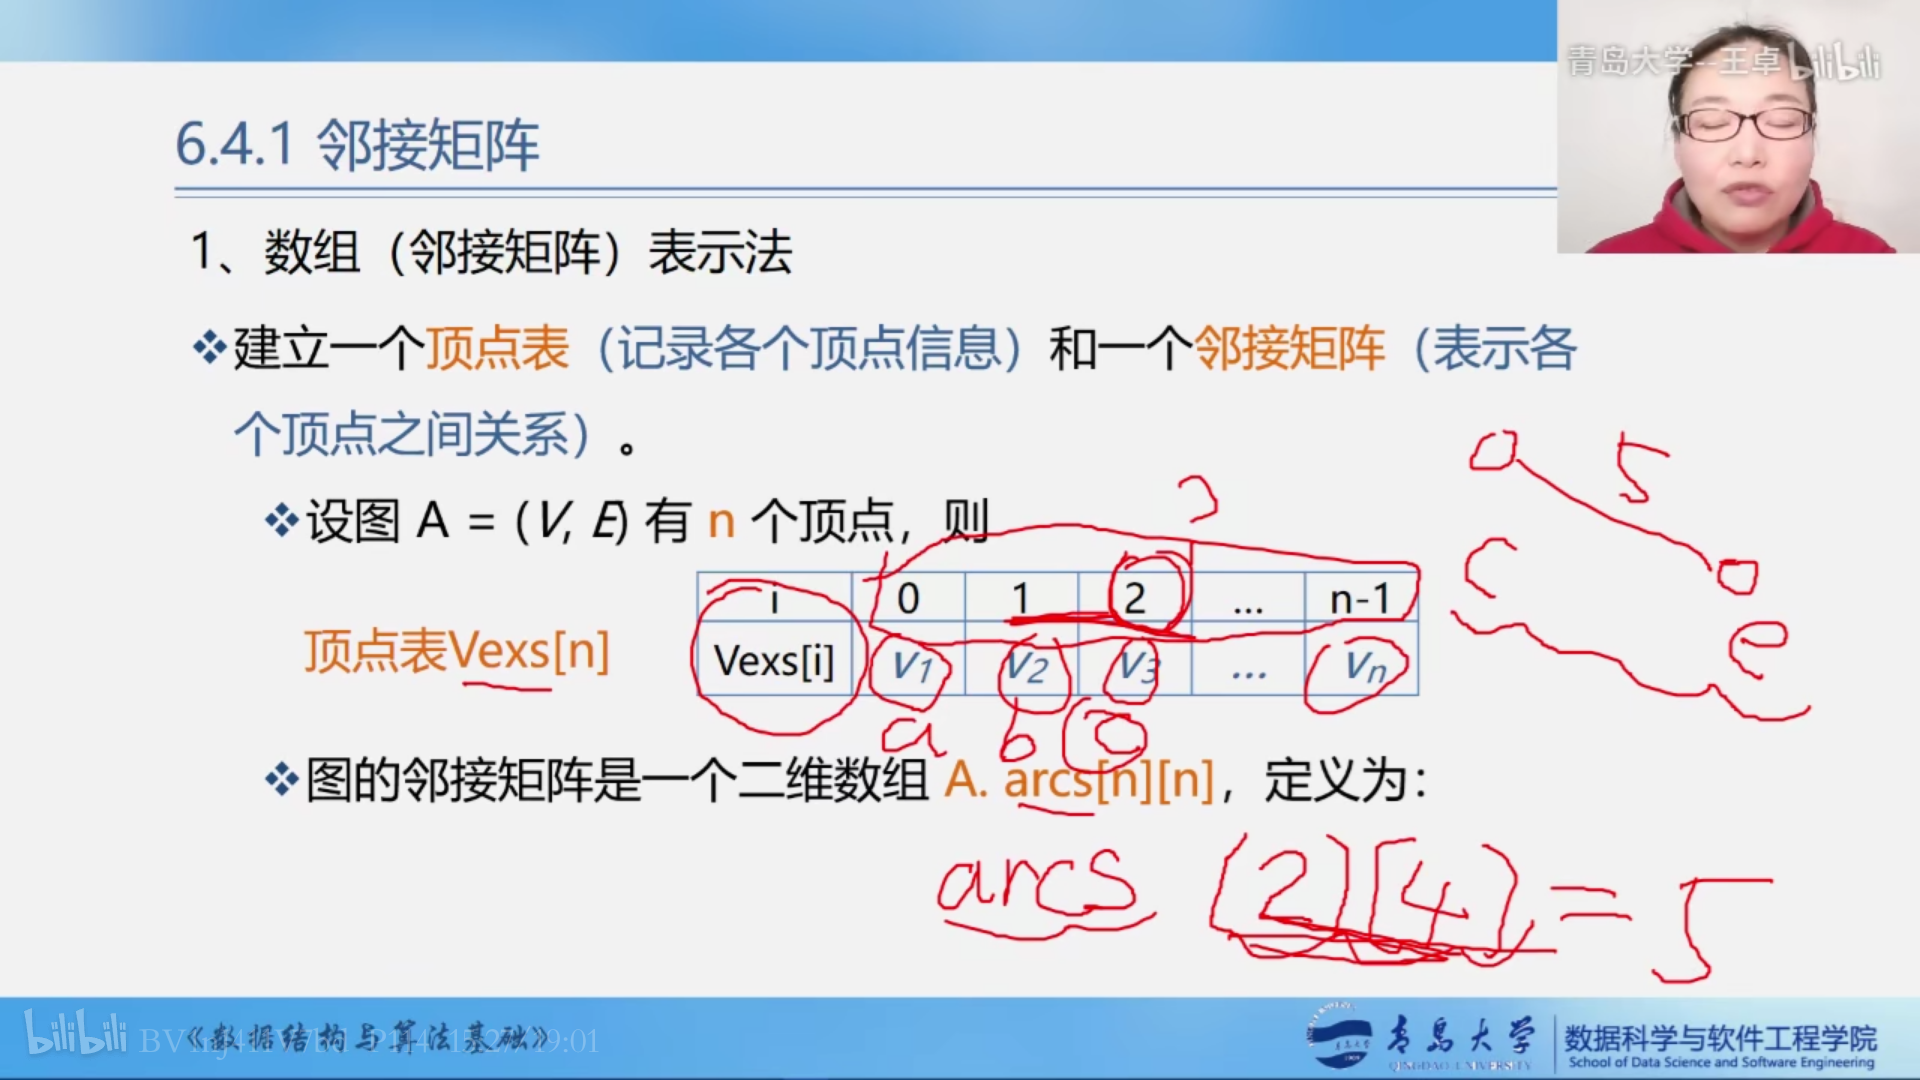 青岛大学--王卓 bilibili
6.4.1 邻接矩阵
1、数组（邻接矩阵）表示法
❖建立一个顶点表（记录各个顶点信息）和一个邻接矩阵（表示各
个顶点之间关系）。
❖设图 A = (V, E) 有 n 个顶点，则
i 0 1 2 … n-1
顶点表Vexs[n] Vexs[i] V1 V2 V3 … Vn
a b c
5
c e
❖图的邻接矩阵是一个二维数组 A. arcs[n][n]，定义为：
arcs [2][4] = 5
bilibili
《数据结构与算法基础》
青岛大学 数据科学与软件工程学院
QINGDAO UNIVERSITY School of Data Science and Software Engineering